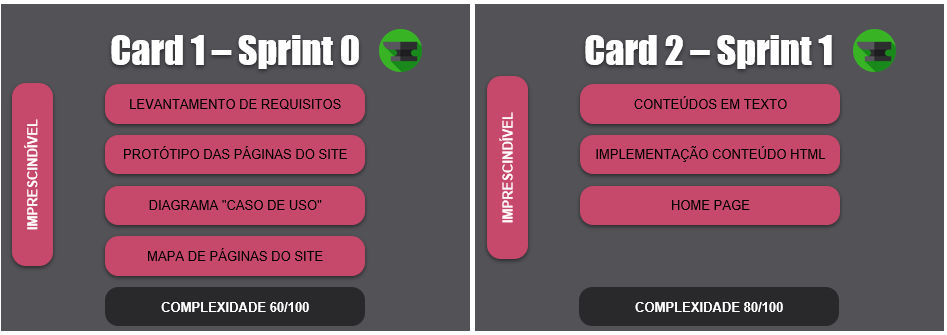 Card 1 – Sprint 0
IMPRESCINDÍVEL
LEVANTAMENTO DE REQUISITOS
PROTÓTIPO DAS PÁGINAS DO SITE
DIAGRAMA "CASO DE USO"
MAPA DE PÁGINAS DO SITE
COMPLEXIDADE 60/100
Card 2 – Sprint 1
IMPRESCINDÍVEL
CONTEÚDOS EM TEXTO
IMPLEMENTAÇÃO CONTEÚDO HTML
HOME PAGE
COMPLEXIDADE 80/100